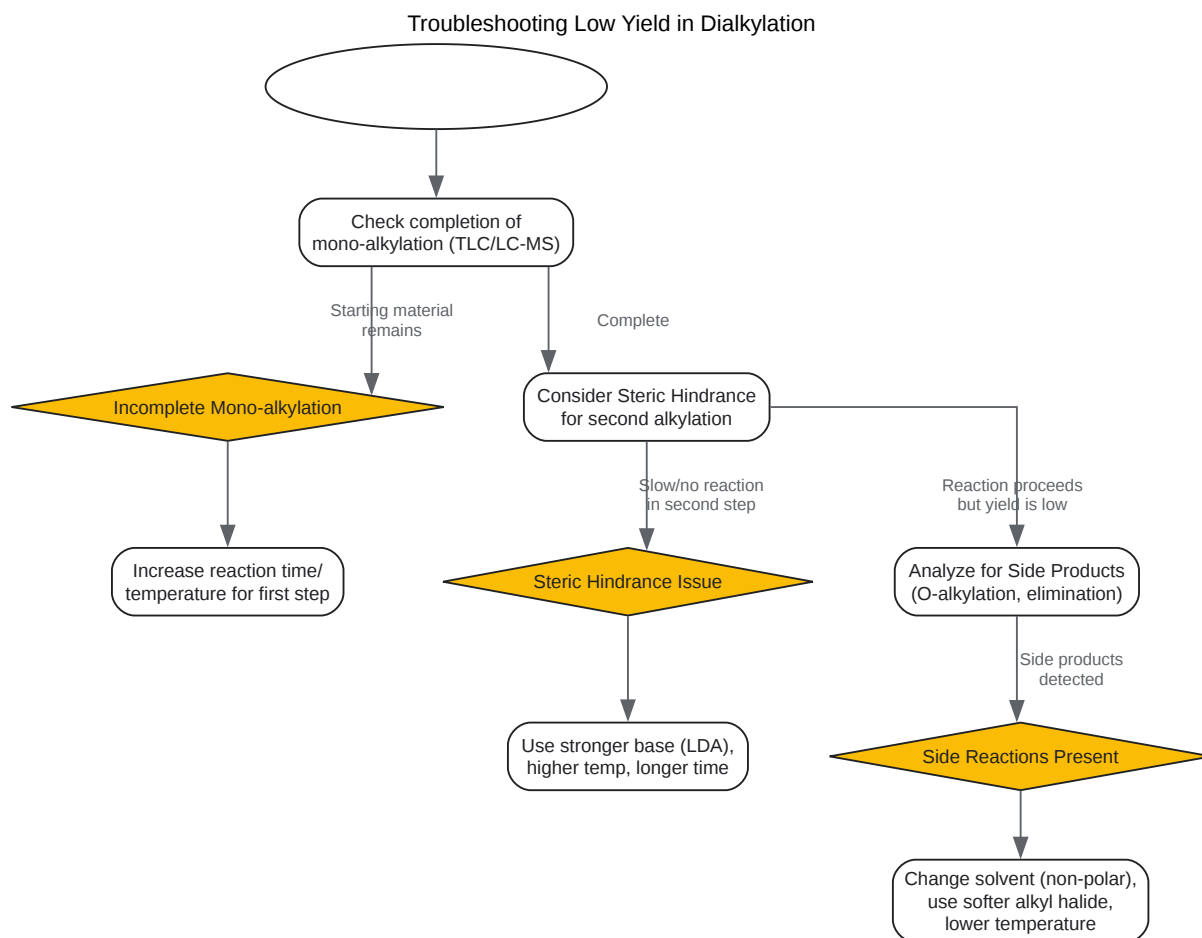 Troubleshooting Low Yield in Dialkylation
Check completion of
mono-alkylation (TLC/LC-MS)
Starting material
remains
Complete
Incomplete Mono-alkylation
Consider Steric Hindrance
for second alkylation
Slow/no reaction
in second step
Reaction proceeds
but yield is low
Increase reaction time/
temperature for first step
Steric Hindrance Issue
Analyze for Side Products
(O-alkylation, elimination)
Side products
detected
Use stronger base (LDA),
higher temp, longer time
Side Reactions Present
Change solvent (non-polar),
use softer alkyl halide,
lower temperature